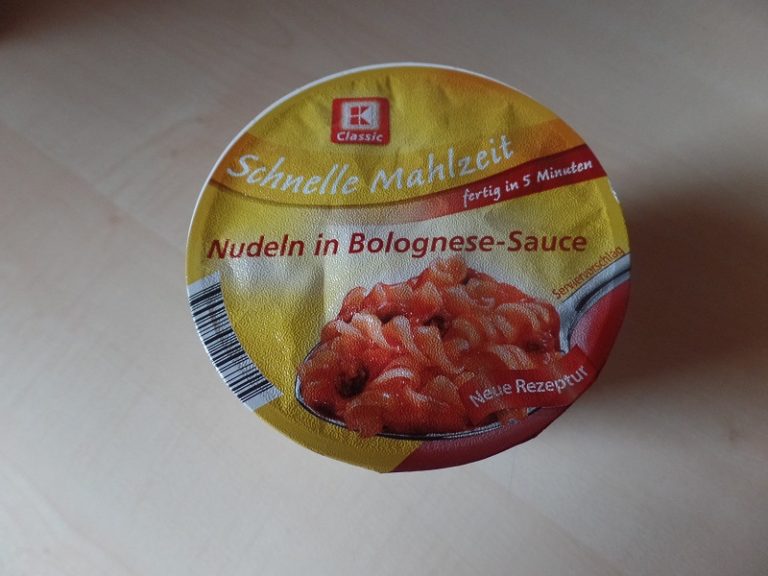 K
Classic
Schnelle Mahlzeit
fertig in 5 Minuten
Nudeln in Bolognese-Sauce
Serviervorschlag
Neue Rezeptur